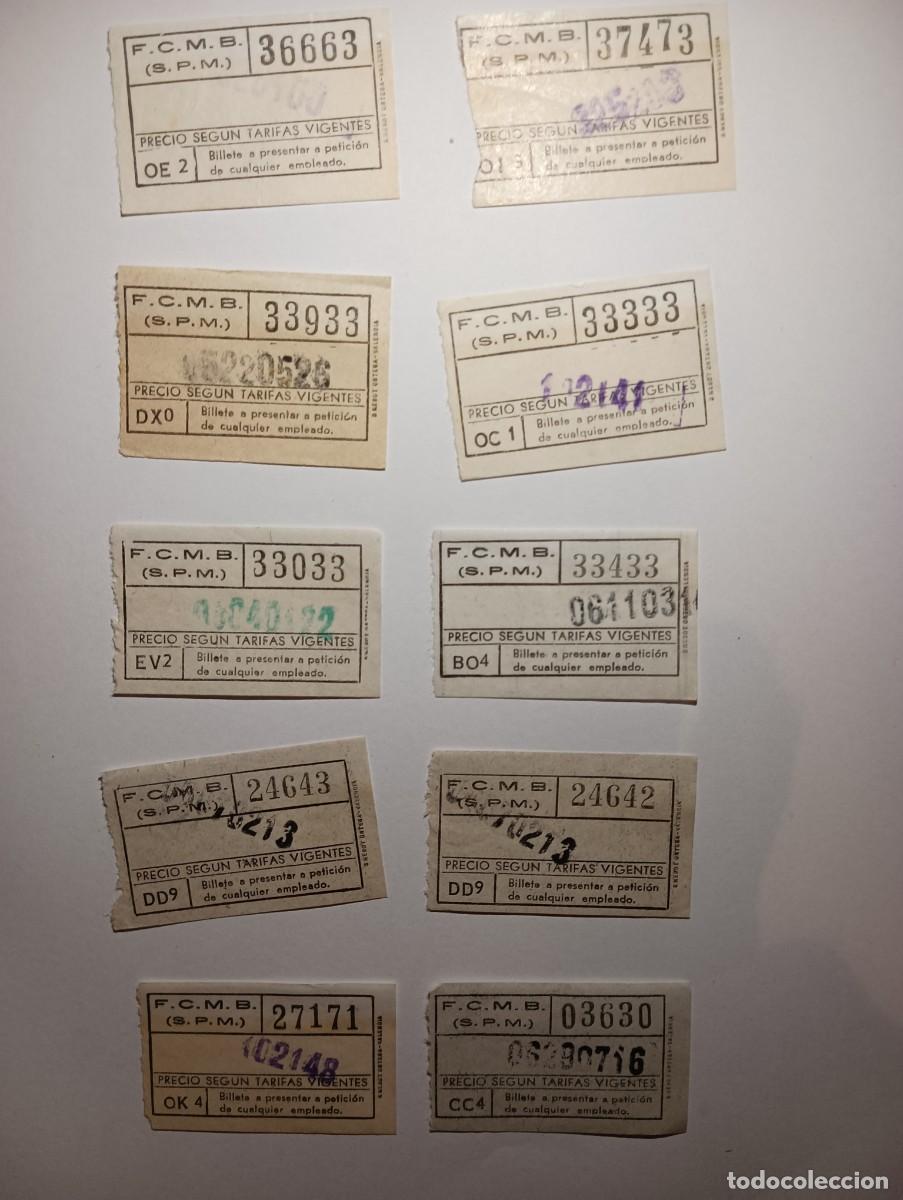 F.C.M.B.
(S.P.M.)
36663
PRECIO SEGUN TARIFAS VIGENTES
OE 2
Billete a presentar a petición
de cualquier empleado.
F.C.M.B.
(S.P.M.)
37473
PRECIO SEGUN TARIFAS VIGENTES
Billete a presentar a petición
de cualquier empleado.
F.C.M.B.
(S.P.M.)
33933
PRECIO SEGUN TARIFAS VIGENTES
DX0
Billete a presentar a petición
de cualquier empleado.
F.C.M.B.
(S.P.M.)
33333
PRECIO SEGUN TARIFAS VIGENTES
OC 1
Billete a presentar a petición
de cualquier empleado.
F.C.M.B.
(S.P.M.)
33033
PRECIO SEGUN TARIFAS VIGENTES
EV2
Billete a presentar a petición
de cualquier empleado.
F.C.M.B.
(S.P.M.)
33433
061103
PRECIO SEGUN TARIFAS VIGENTES
BO4
Billete a presentar a petición
de cualquier empleado.
F.C.M.B.
(S.P.M.)
24643
PRECIO SEGUN TARIFAS VIGENTES
DD9
Billete a presentar a petición
de cualquier empleado.
F.C.M.B.
(S.P.M.)
24642
PRECIO SEGUN TARIFAS VIGENTES
DD9
Billete a presentar a petición
de cualquier empleado.
F.C.M.B.
(S.P.M.)
27171
102148
PRECIO SEGUN TARIFAS VIGENTES
OK 4
Billete a presentar a petición
de cualquier empleado.
F.C.M.B.
(S.P.M.)
03630
06290716
PRECIO SEGUN TARIFAS VIGENTES
CC4
Billete a presentar a petición
de cualquier empleado.
todocoleccion